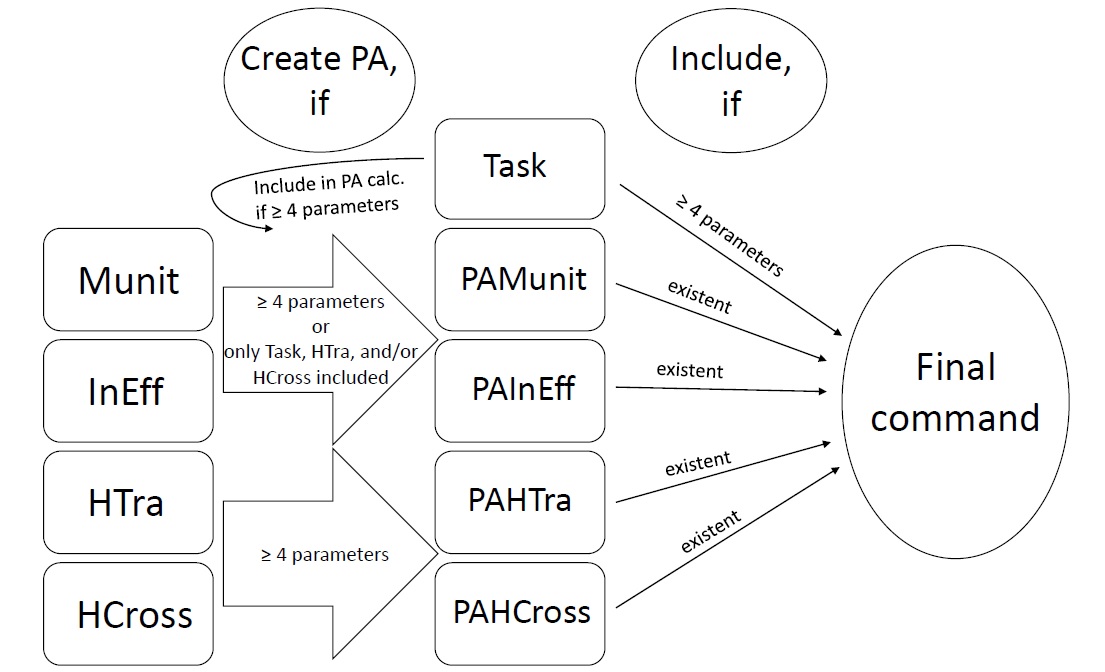 Create PA,
if
Include,
if
Task
Include in PA calc.
if ≥ 4 parameters
≥ 4 parameters
Munit
≥ 4 parameters
or
only Task, HTra, and/or
HCross included
PAMunit
existent
InEff
PAInEff
existent
Final
command
HTra
≥ 4 parameters
PAHTra
existent
HCross
PAHCross
existent